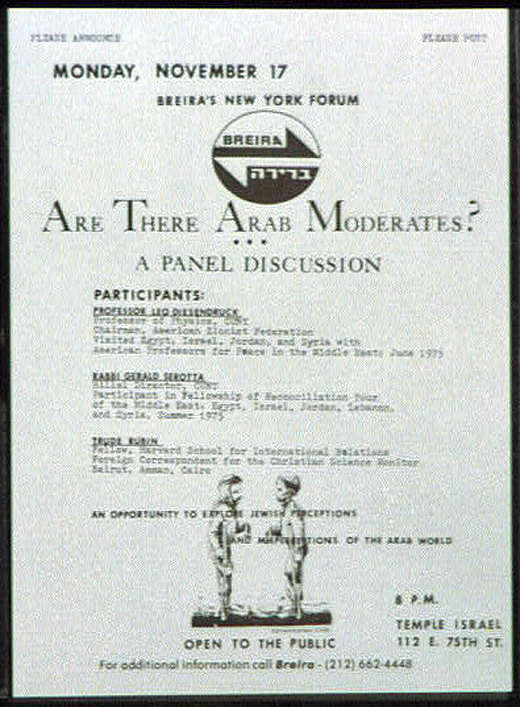 PLEASE ANNOUNCE
PLEASE POST
MONDAY, NOVEMBER 17
BREIRA'S NEW YORK FORUM
BREIRA
ברירה
ARE THERE ARAB MODERATES?
A PANEL DISCUSSION
PARTICIPANTS:
PROFESSOR LEO DIESENDRUCK
Professor of Physics, CUNY
Chairman, American Zionist Federation
Visited Egypt, Israel, Jordan, and Syria with
American Professors for Peace in the Middle East; June 1975
RABBI GERALD SEROTTA
Hillel Director, CUNY
Participant in Fellowship of Reconciliation Tour
of the Middle East: Egypt, Israel, Jordan, Lebanon,
and Syria, Summer 1975
TRUDE RUBIN
Fellow, Harvard School for International Relations
Foreign Correspondent for the Christian Science Monitor
Beirut, Amman, Cairo
AN OPPORTUNITY TO EXPLORE JEWISH PERCEPTIONS
AND MISPERCEPTIONS OF THE ARAB WORLD
8 P.M.
TEMPLE ISRAEL
112 E. 75TH ST.
OPEN TO THE PUBLIC
For additional information call Breira - (212) 662-4448